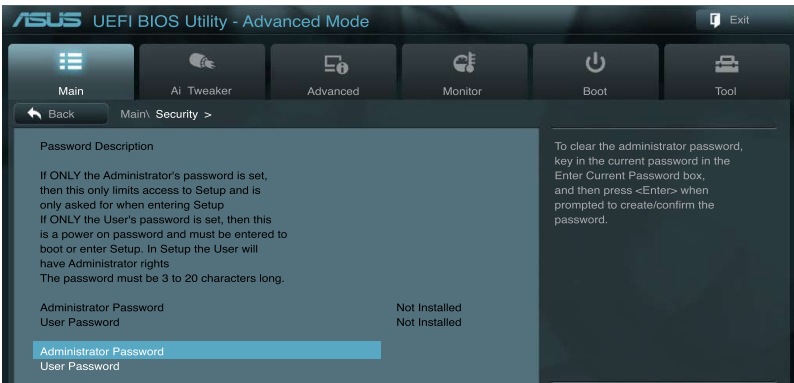 ASUS UEFI BIOS Utility - Advanced Mode
Exit
Main
Ai Tweaker
Advanced
Monitor
Boot
Tool
Back
Main\ Security >
Password Description
If ONLY the Administrator's password is set,
then this only limits access to Setup and is
only asked for when entering Setup
If ONLY the User's password is set, then this
is a power on password and must be entered to
boot or enter Setup. In Setup the User will
have Administrator rights
The password must be 3 to 20 characters long.
Administrator Password Not Installed
User Password Not Installed
Administrator Password
User Password
To clear the administrator password,
key in the current password in the
Enter Current Password box,
and then press <Enter> when
prompted to create/confirm the
password.